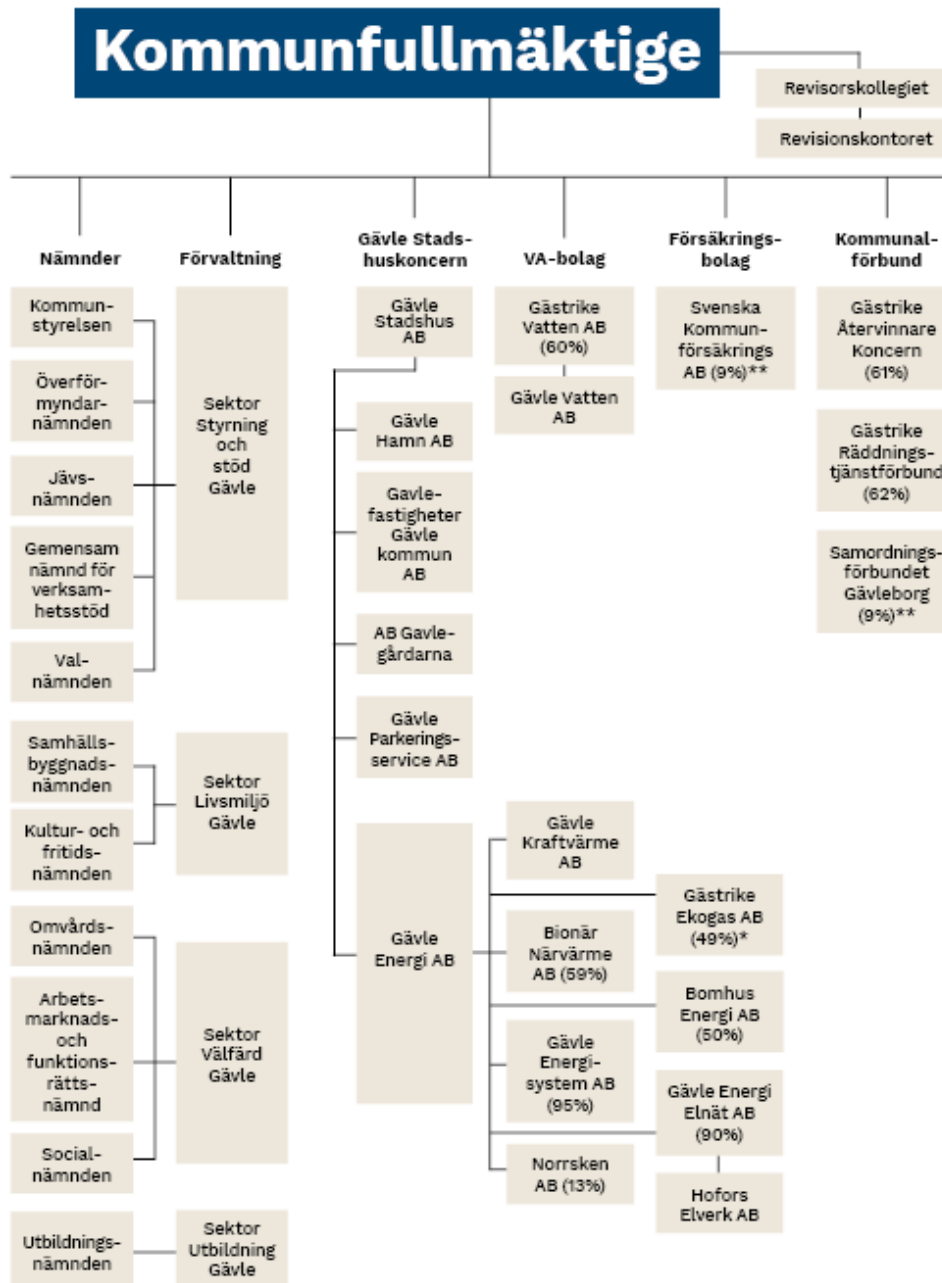 Kommunfullmäktige
Revisorskollegiet
Revisionskontoret
Nämnder
Kommun-
styrelsen
Överför-
myndar-
nämnden
Jävs-
nämnden
Gemensam
nämnd för
verksam-
hetsstöd
Val-
nämnden
Samhälls-
byggnads-
nämnden
Kultur- och
fritids-
nämnden
Omvårds-
nämnden
Arbets-
marknads-
och
funktions-
rätts-
nämnd
Social-
nämnden
Utbildnings-
nämnden
Förvaltning
Sektor
Styrning
och
stöd
Gävle
Sektor
Livsmiljö
Gävle
Sektor
Välfärd
Gävle
Sektor
Utbildning
Gävle
Gävle Stads-
huskoncern
Gävle
Stadshus
AB
Gävle
Hamn AB
Gavle-
fastigheter
Gävle
kommun
AB
AB Gavle-
gårdarna
Gävle
Parkerings-
service AB
Gävle
Energi AB
VA-bolag
Gästrike
Vatten AB
(60%)
Gävle Vatten
AB
Gävle
Kraftvärme
AB
Bionär
Närvärme
AB (59%)
Gävle
Energi-
system AB
(95%)
Norrsken
AB (13%)
Försäkrings-
bolag
Svenska
Kommun-
försäkrings
AB (9%)**
Gästrike
Ekogas AB
(49%)*
Bomhus
Energi AB
(50%)
Gävle Energi
Elnät AB
(90%)
Hofors
Elverk AB
Kommunal-
förbund
Gästrike
Återvinnare
Koncern
(61%)
Gästrike
Räddnings-
tjänstförbund
(62%)
Samordnings-
förbundet
Gävleborg
(9%)**